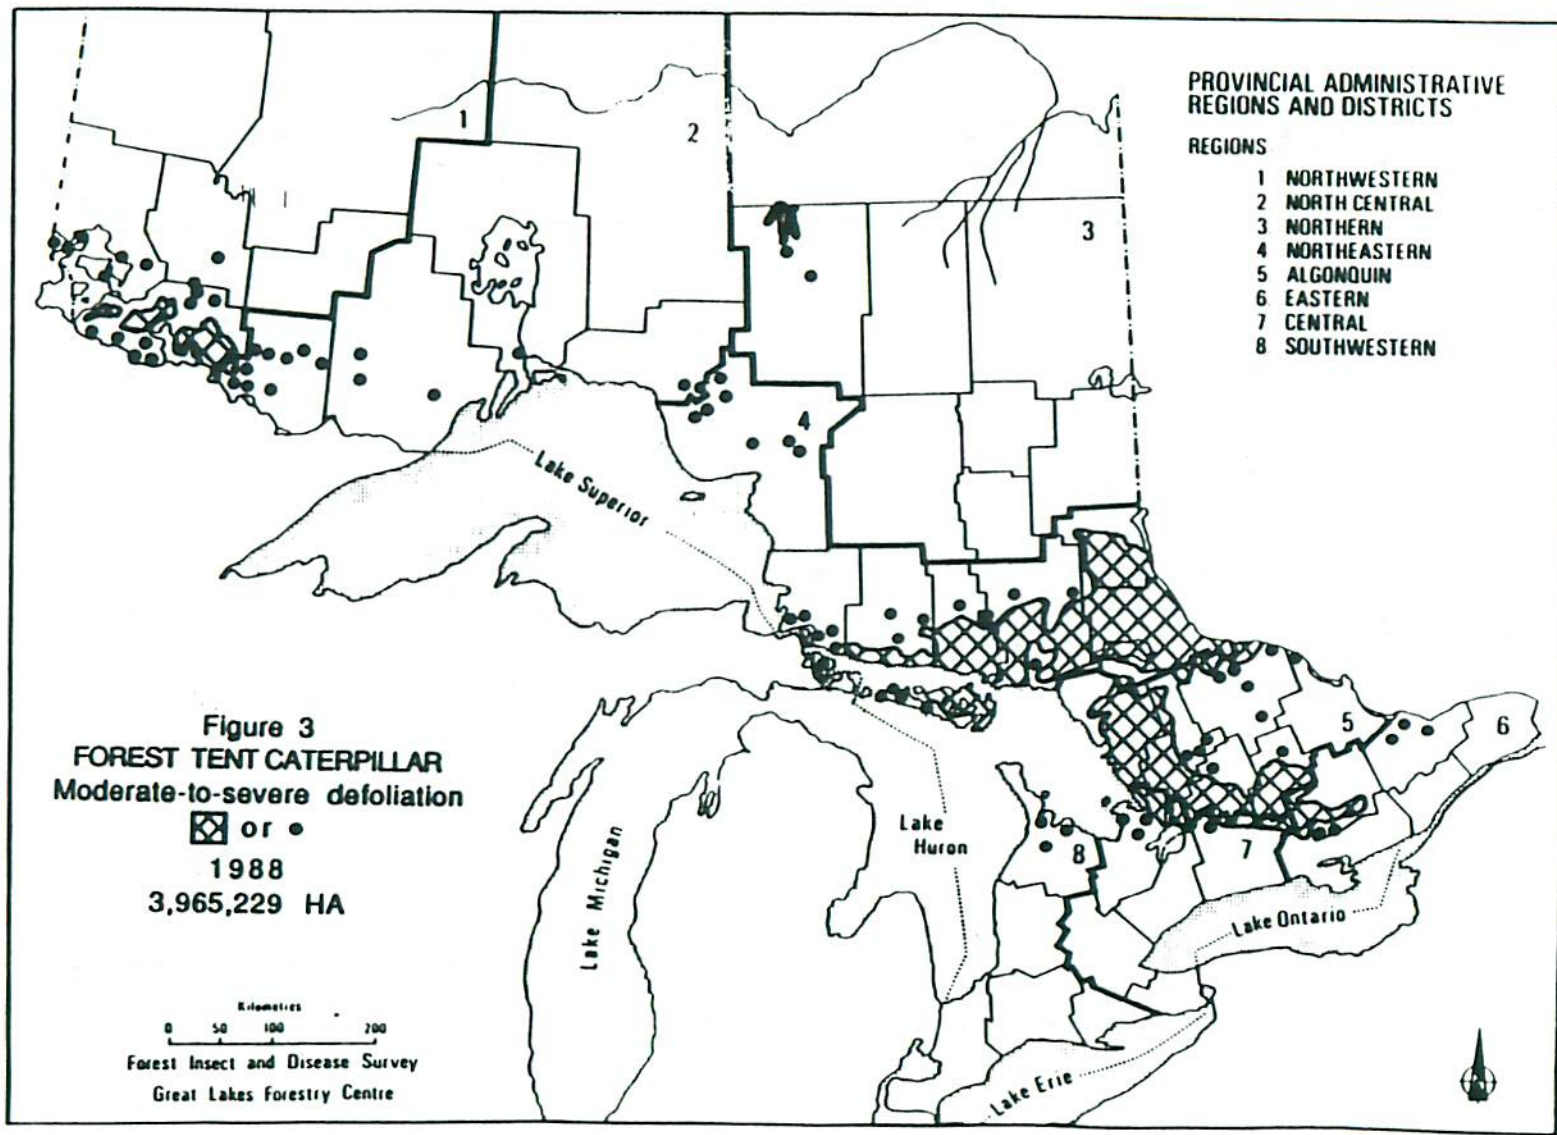 PROVINCIAL ADMINISTRATIVE
REGIONS AND DISTRICTS
REGIONS
1 NORTHWESTERN
2 NORTH CENTRAL
3 NORTHERN
4 NORTHEASTERN
5 ALGONQUIN
6 EASTERN
7 CENTRAL
8 SOUTHWESTERN
1
2
3
4
5
6
7
8
Lake Superior
Lake Michigan
Lake
Huron
Lake Ontario
Lake Erie
Figure 3
FOREST TENT CATERPILLAR
Moderate-to-severe defoliation
or
1988
3,965,229 HA
Kilometres
0 50 100 200
Forest Insect and Disease Survey
Great Lakes Forestry Centre